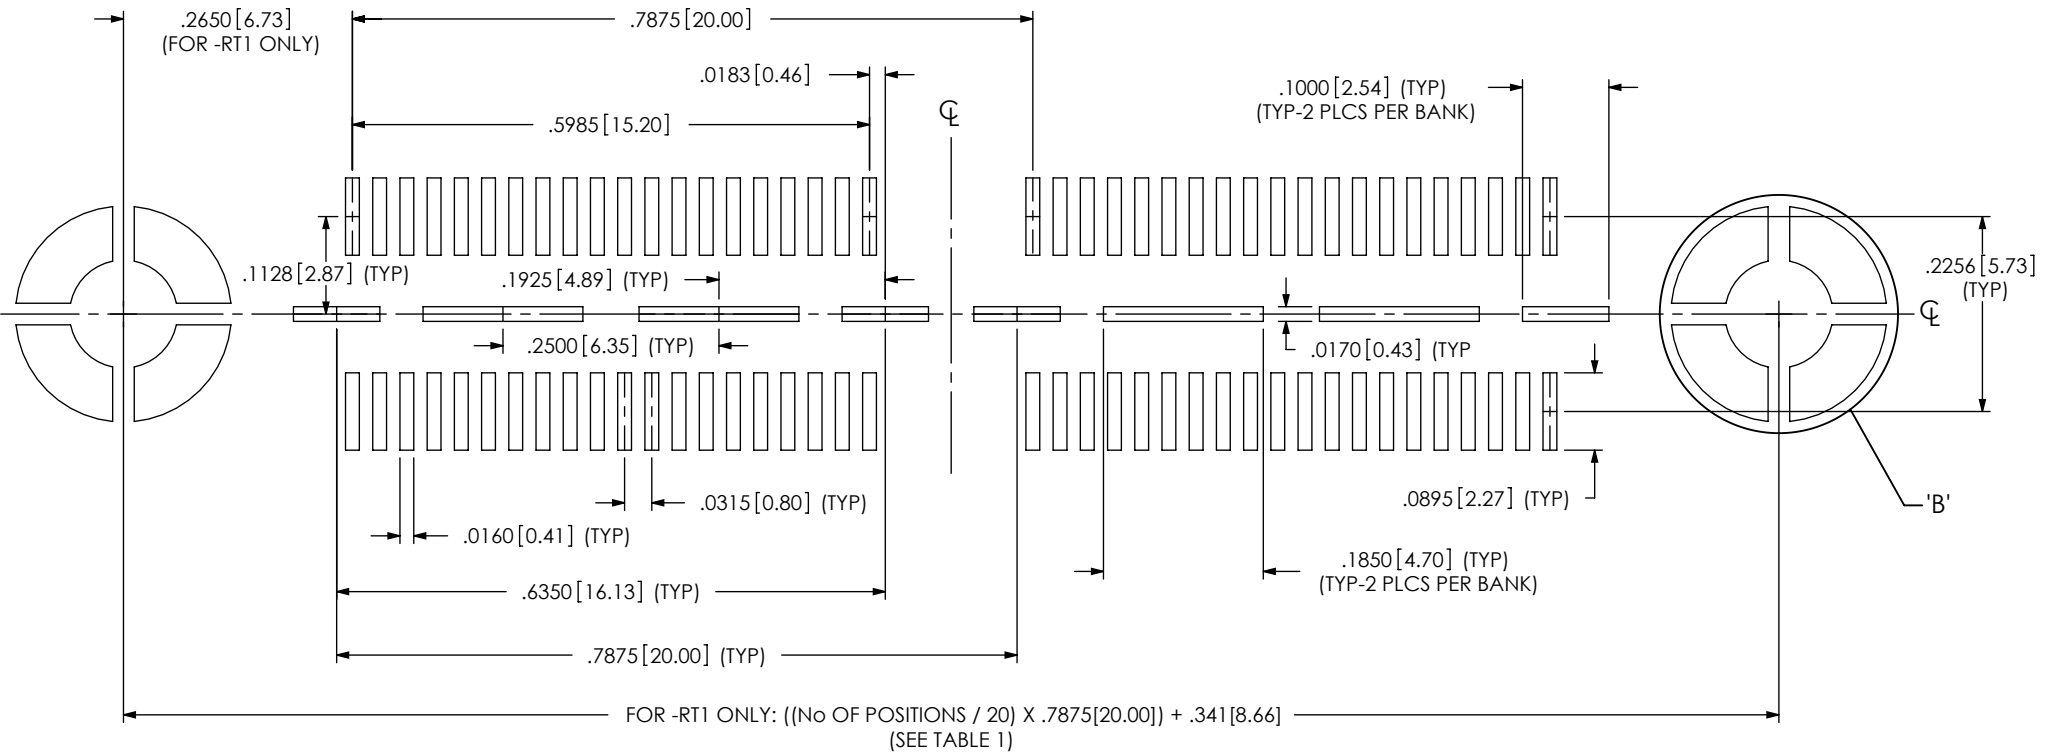 .2650[6.73]
(FOR -RT1 ONLY)
.7875[20.00]
.0183[0.46]
.1000[2.54] (TYP)
(TYP-2 PLCS PER BANK)
.5985[15.20]
℄
.1128[2.87] (TYP)
.1925[4.89] (TYP)
.2256[5.73]
(TYP)
℄
.2500[6.35] (TYP)
.0170[0.43] (TYP
.0315[0.80] (TYP)
.0895[2.27] (TYP)
'B'
.0160[0.41] (TYP)
.1850[4.70] (TYP)
(TYP-2 PLCS PER BANK)
.6350[16.13] (TYP)
.7875[20.00] (TYP)
FOR -RT1 ONLY: ((No OF POSITIONS / 20) X .7875[20.00]) + .341[8.66]
(SEE TABLE 1)